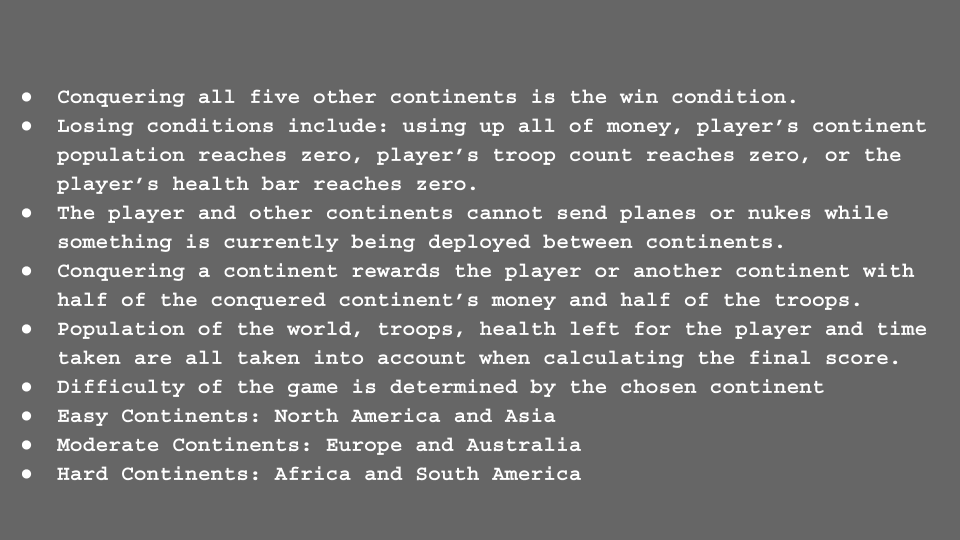 ● Conquering all five other continents is the win condition.
● Losing conditions include: using up all of money, player’s continent
population reaches zero, player’s troop count reaches zero, or the
player’s health bar reaches zero.
● The player and other continents cannot send planes or nukes while
something is currently being deployed between continents.
● Conquering a continent rewards the player or another continent with
half of the conquered continent’s money and half of the troops.
● Population of the world, troops, health left for the player and time
taken are all taken into account when calculating the final score.
● Difficulty of the game is determined by the chosen continent
● Easy Continents: North America and Asia
● Moderate Continents: Europe and Australia
● Hard Continents: Africa and South America